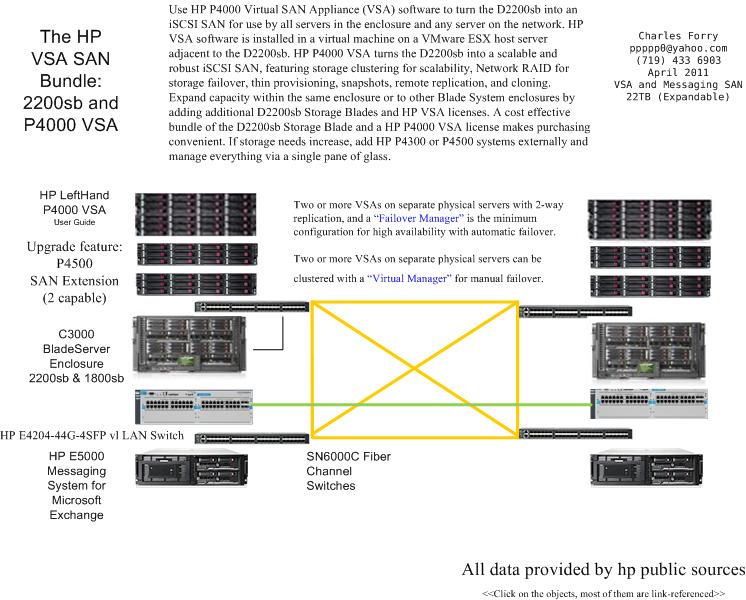 The HP
VSA SAN
Bundle:
2200sb and
P4000 VSA
Use HP P4000 Virtual SAN Appliance (VSA) software to turn the D2200sb into an
iSCSI SAN for use by all servers in the enclosure and any server on the network. HP
VSA software is installed in a virtual machine on a VMware ESX host server
adjacent to the D2200sb. HP P4000 VSA turns the D2200sb into a scalable and
robust iSCSI SAN, featuring storage clustering for scalability, Network RAID for
storage failover, thin provisioning, snapshots, remote replication, and cloning.
Expand capacity within the same enclosure or to other Blade System enclosures by
adding additional D2200sb Storage Blades and HP VSA licenses. A cost effective
bundle of the D2200sb Storage Blade and a HP P4000 VSA license makes purchasing
convenient. If storage needs increase, add HP P4300 or P4500 systems externally and
manage everything via a single pane of glass.
Charles Forry
ppppp0@yahoo.com
(719) 433 6903
April 2011
VSA and Messaging SAN
22TB (Expandable)
HP LeftHand
P4000 VSA
User Guide
Upgrade feature:
P4500
SAN Extension
(2 capable)
Two or more VSAs on separate physical servers with 2-way
replication, and a “Failover Manager” is the minimum
configuration for high availability with automatic failover.
Two or more VSAs on separate physical servers can be
clustered with a “Virtual Manager” for manual failover.
C3000
BladeServer
Enclosure
2200sb & 1800sb
HP E4204-44G-4SFP vl LAN Switch
HP E5000
Messaging
System for
Microsoft
Exchange
SN6000C Fiber
Channel
Switches
All data provided by hp public sources
<<Click on the objects, most of them are link-referenced>>